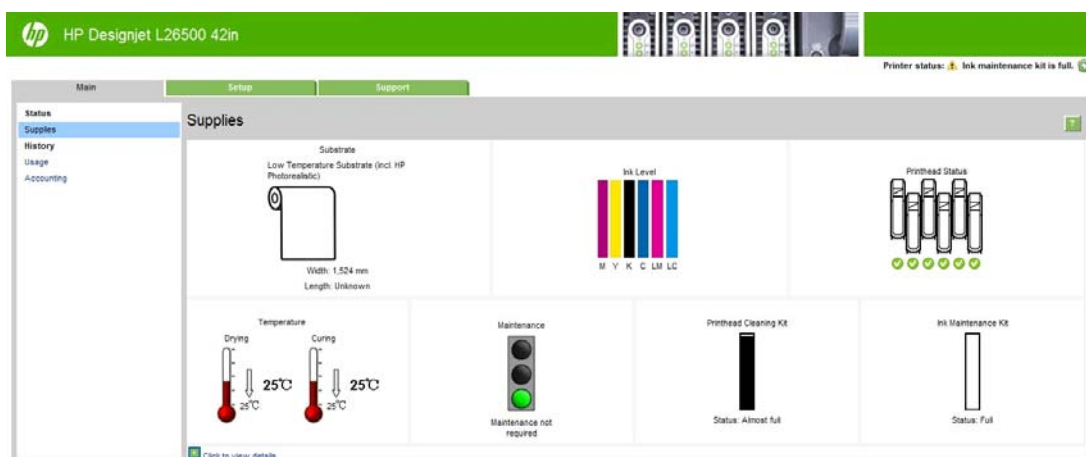 hp HP Designjet L26500 42in
Printer status: Ink maintenance kit is full.
Main Setup Support
Status
Supplies
History
Usage
Accounting
Supplies
?
Substrate
Low Temperature Substrate (incl. HP
Photorealistic)
Width: 1,524 mm
Length: Unknown
Ink Level
M Y K C LM LC
Printhead Status
Temperature
Drying Curing
25°C 25°C
25°C 25°C
Maintenance
Maintenance not
required
Printhead Cleaning Kit
Status: Almost full
Ink Maintenance Kit
Status: Full
Click to view details